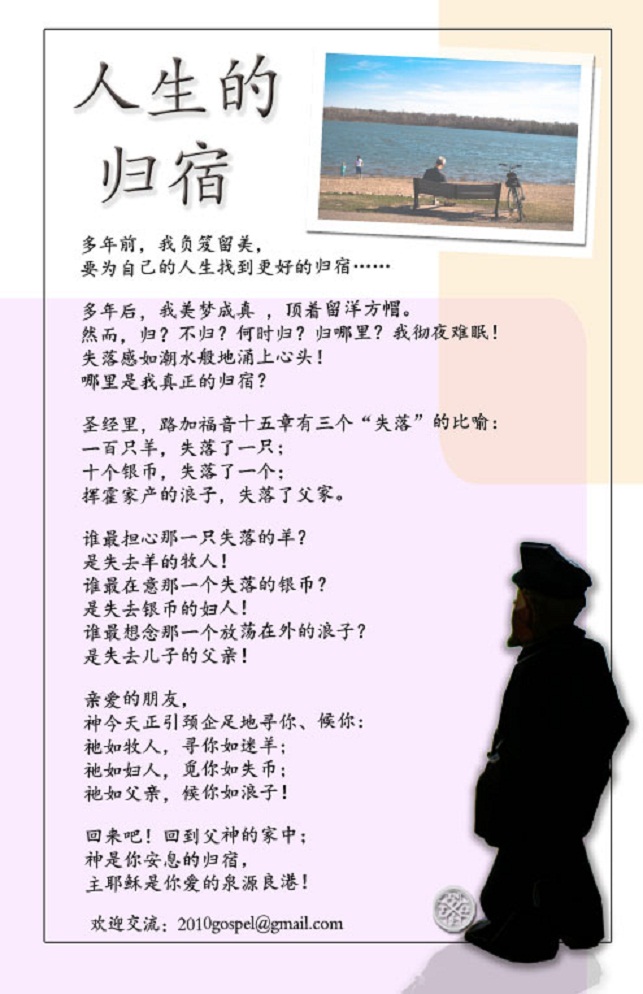 人生的
归宿
多年前，我负笈留美，
要为自己的人生找到更好的归宿……
多年后，我美梦成真 ，顶着留洋方帽。
然而，归？不归？何时归？归哪里？我彻夜难眠！
失落感如潮水般地涌上心头！
哪里是我真正的归宿？
圣经里，路加福音十五章有三个“失落”的比喻：
一百只羊，失落了一只；
十个银币，失落了一个；
挥霍家产的浪子，失落了父家。
谁最担心那一只失落的羊？
是失去羊的牧人！
谁最在意那一个失落的银币？
是失去银币的妇人！
谁最想念那一个放荡在外的浪子？
是失去儿子的父亲！
亲爱的朋友，
神今天正引颈企足地寻你、候你：
祂如牧人，寻你如迷羊；
祂如妇人，觅你如失币；
祂如父亲，候你如浪子！
回来吧！回到父神的家中；
神是你安息的归宿，
主耶稣是你爱的泉源良港！
欢迎交流：2010gospel@gmail.com